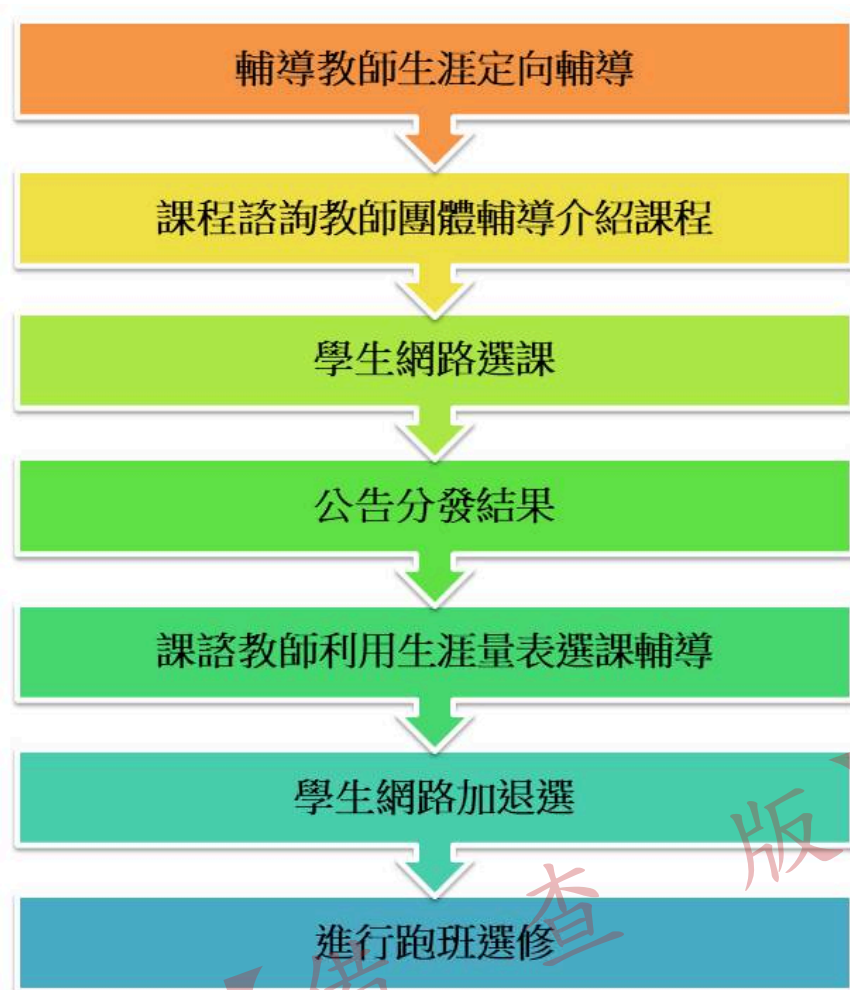 輔導教師生涯定向輔導
課程諮詢教師團體輔導介紹課程
學生網路選課
公告分發結果
課諮教師利用生涯量表選課輔導
學生網路加退選
進行跑班選修
查 版